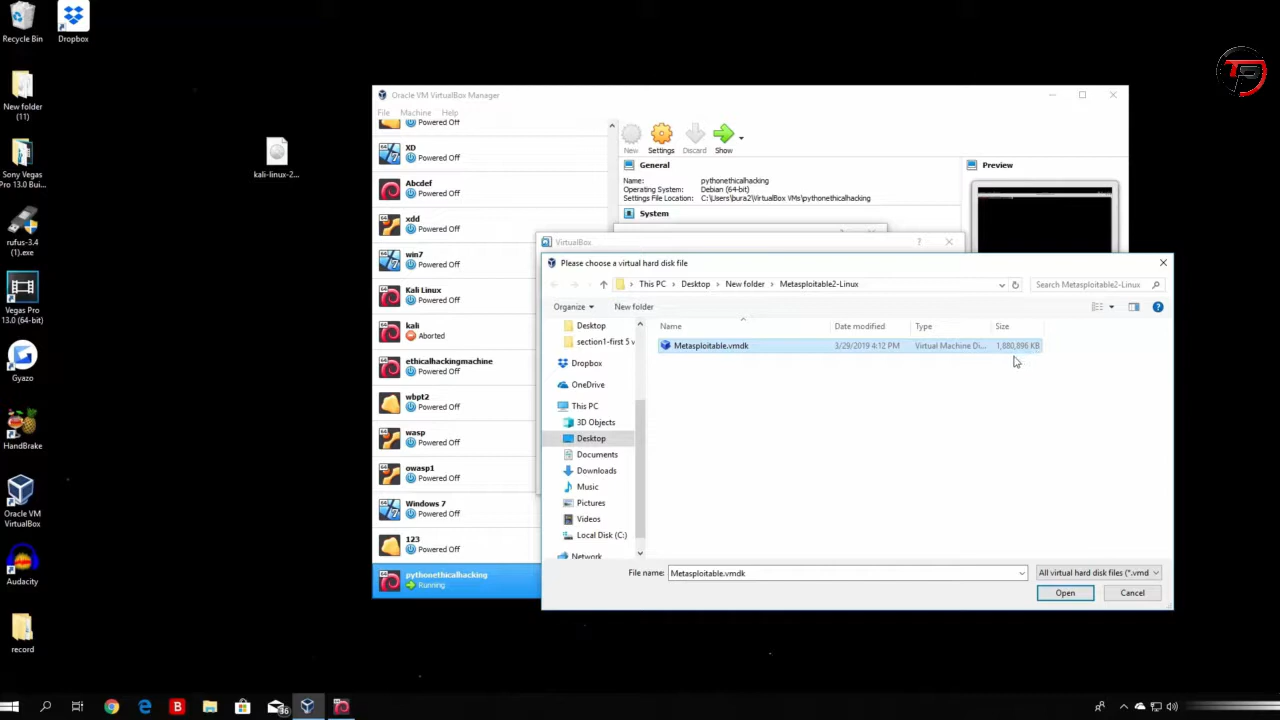 Recycle Bin
Dropbox
New folder
(11)
Sony Vegas
Pro 13.0 Bui...
rufus-3.4
(1).exe
Vegas Pro
13.0 (64-bit)
Gyazo
HandBrake
Oracle VM
VirtualBox
Audacity
record
kali-linux-2...
Oracle VM VirtualBox Manager
File Machine Help
Powered Off
XD
Powered Off
Abcdef
Powered Off
xdd
Powered Off
win7
Powered Off
Kali Linux
Powered Off
kali
Aborted
ethicalhackingmachine
Powered Off
wbpt2
Powered Off
wasp
Powered Off
owasp1
Powered Off
Windows 7
Powered Off
123
Powered Off
pythonethicalhacking
Running
New Settings Discard Show
General
Name: pythonethicalhacking
Operating System: Debian (64-bit)
Settings File Location: C:\Users\bura2\VirtualBox VMs\pythonethicalhacking
System
Preview
VirtualBox
Please choose a virtual hard disk file
This PC > Desktop > New folder > Metasploitable2-Linux
Search Metasploitable2-Linux
Organize New folder
Name Date modified Type Size
Metasploitable.vmdk 3/29/2019 4:12 PM Virtual Machine Di... 1,880,896 KB
Desktop
section1-first 5 v
Dropbox
OneDrive
This PC
3D Objects
Desktop
Documents
Downloads
Music
Pictures
Videos
Local Disk (C:)
Network
File name: Metasploitable.vmdk
All virtual hard disk files (*.vmd
Open Cancel
36